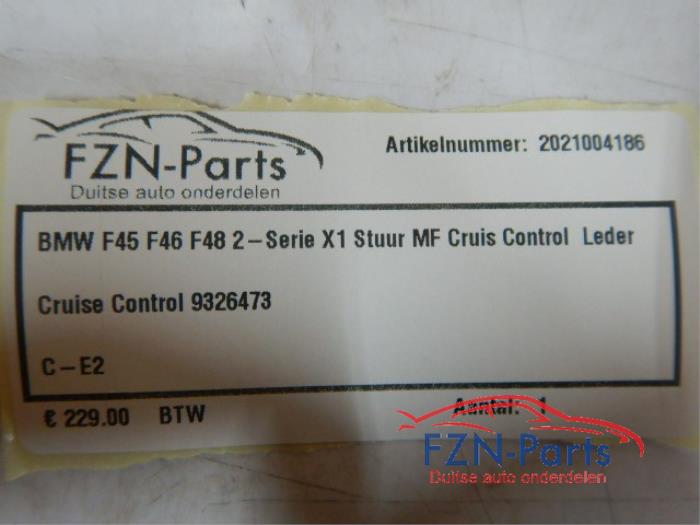 FZN-Parts
Duitse auto onderdelen
Artikelnummer: 2021004186
BMW F45 F46 F48 2-Serie X1 Stuur MF Cruis Control Leder
Cruise Control 9326473
C-E2
€ 229.00 BTW
Aantal: 1
FZN-Parts
Duitse auto onderdelen